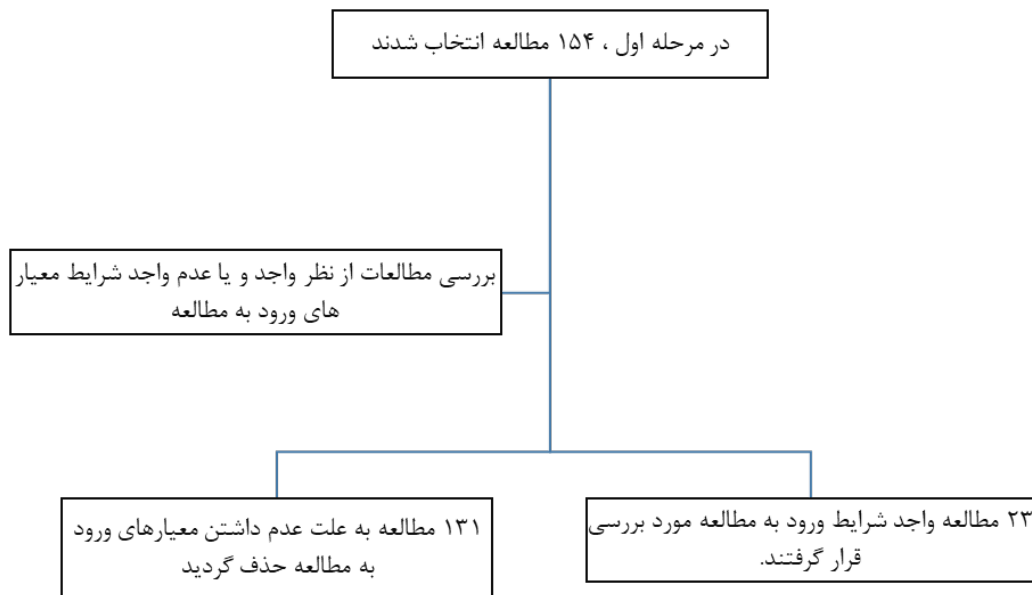 در مرحله اول ، ۱۵۴ مطالعه انتخاب شدند
بررسی مطالعات از نظر واجد و یا عدم واجد شرایط معیار
های ورود به مطالعه
۲۳ مطالعه واجد شرایط ورود به مطالعه مورد بررسی
قرار گرفتند.
۱۳۱ مطالعه به علت عدم داشتن معیارهای ورود
به مطالعه حذف گردید